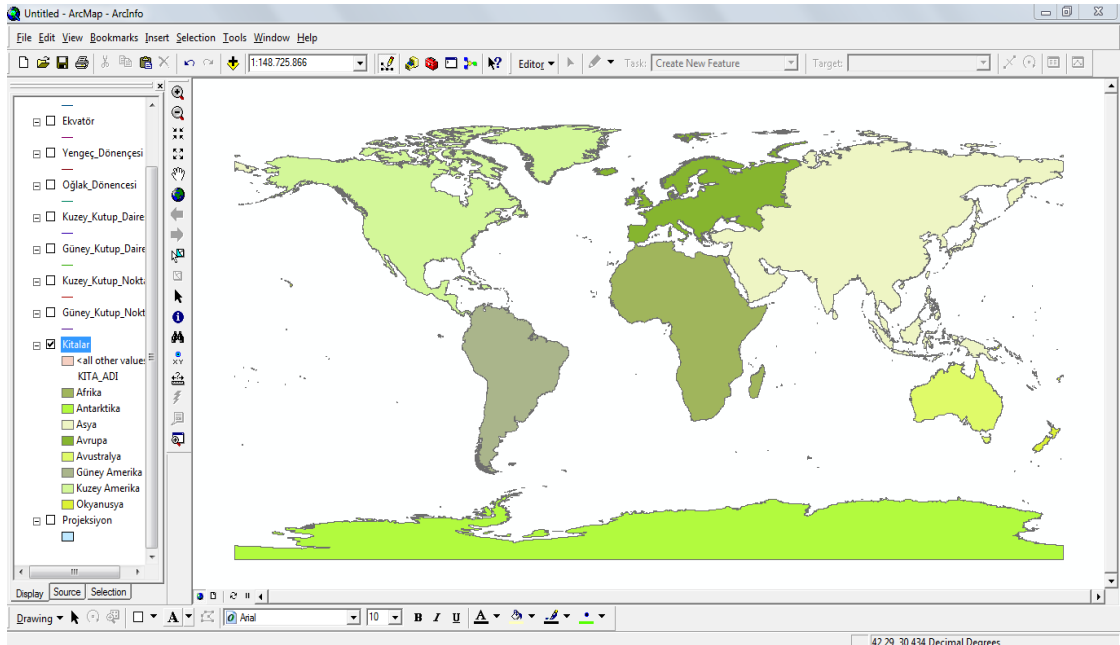 Untitled - ArcMap - ArcInfo
File Edit View Bookmarks Insert Selection Tools Window Help
1:148.725.866 Editor Task: Create New Feature Target:
Ekvatör
Yengeç_Dönençesi
Oğlak_Dönencesi
Kuzey_Kutup_Daire
Güney_Kutup_Daire
Kuzey_Kutup_Nokta
Güney_Kutup_Nokt
Kıtalar
<all other values
KITA_ADI
Afrika
Antarktika
Asya
Avrupa
Avustralya
Güney Amerika
Kuzey Amerika
Okyanusya
Projeksiyon
Display Source Selection
Drawing A Arial 10 B I U A
42,29 30,434 Decimal Degrees